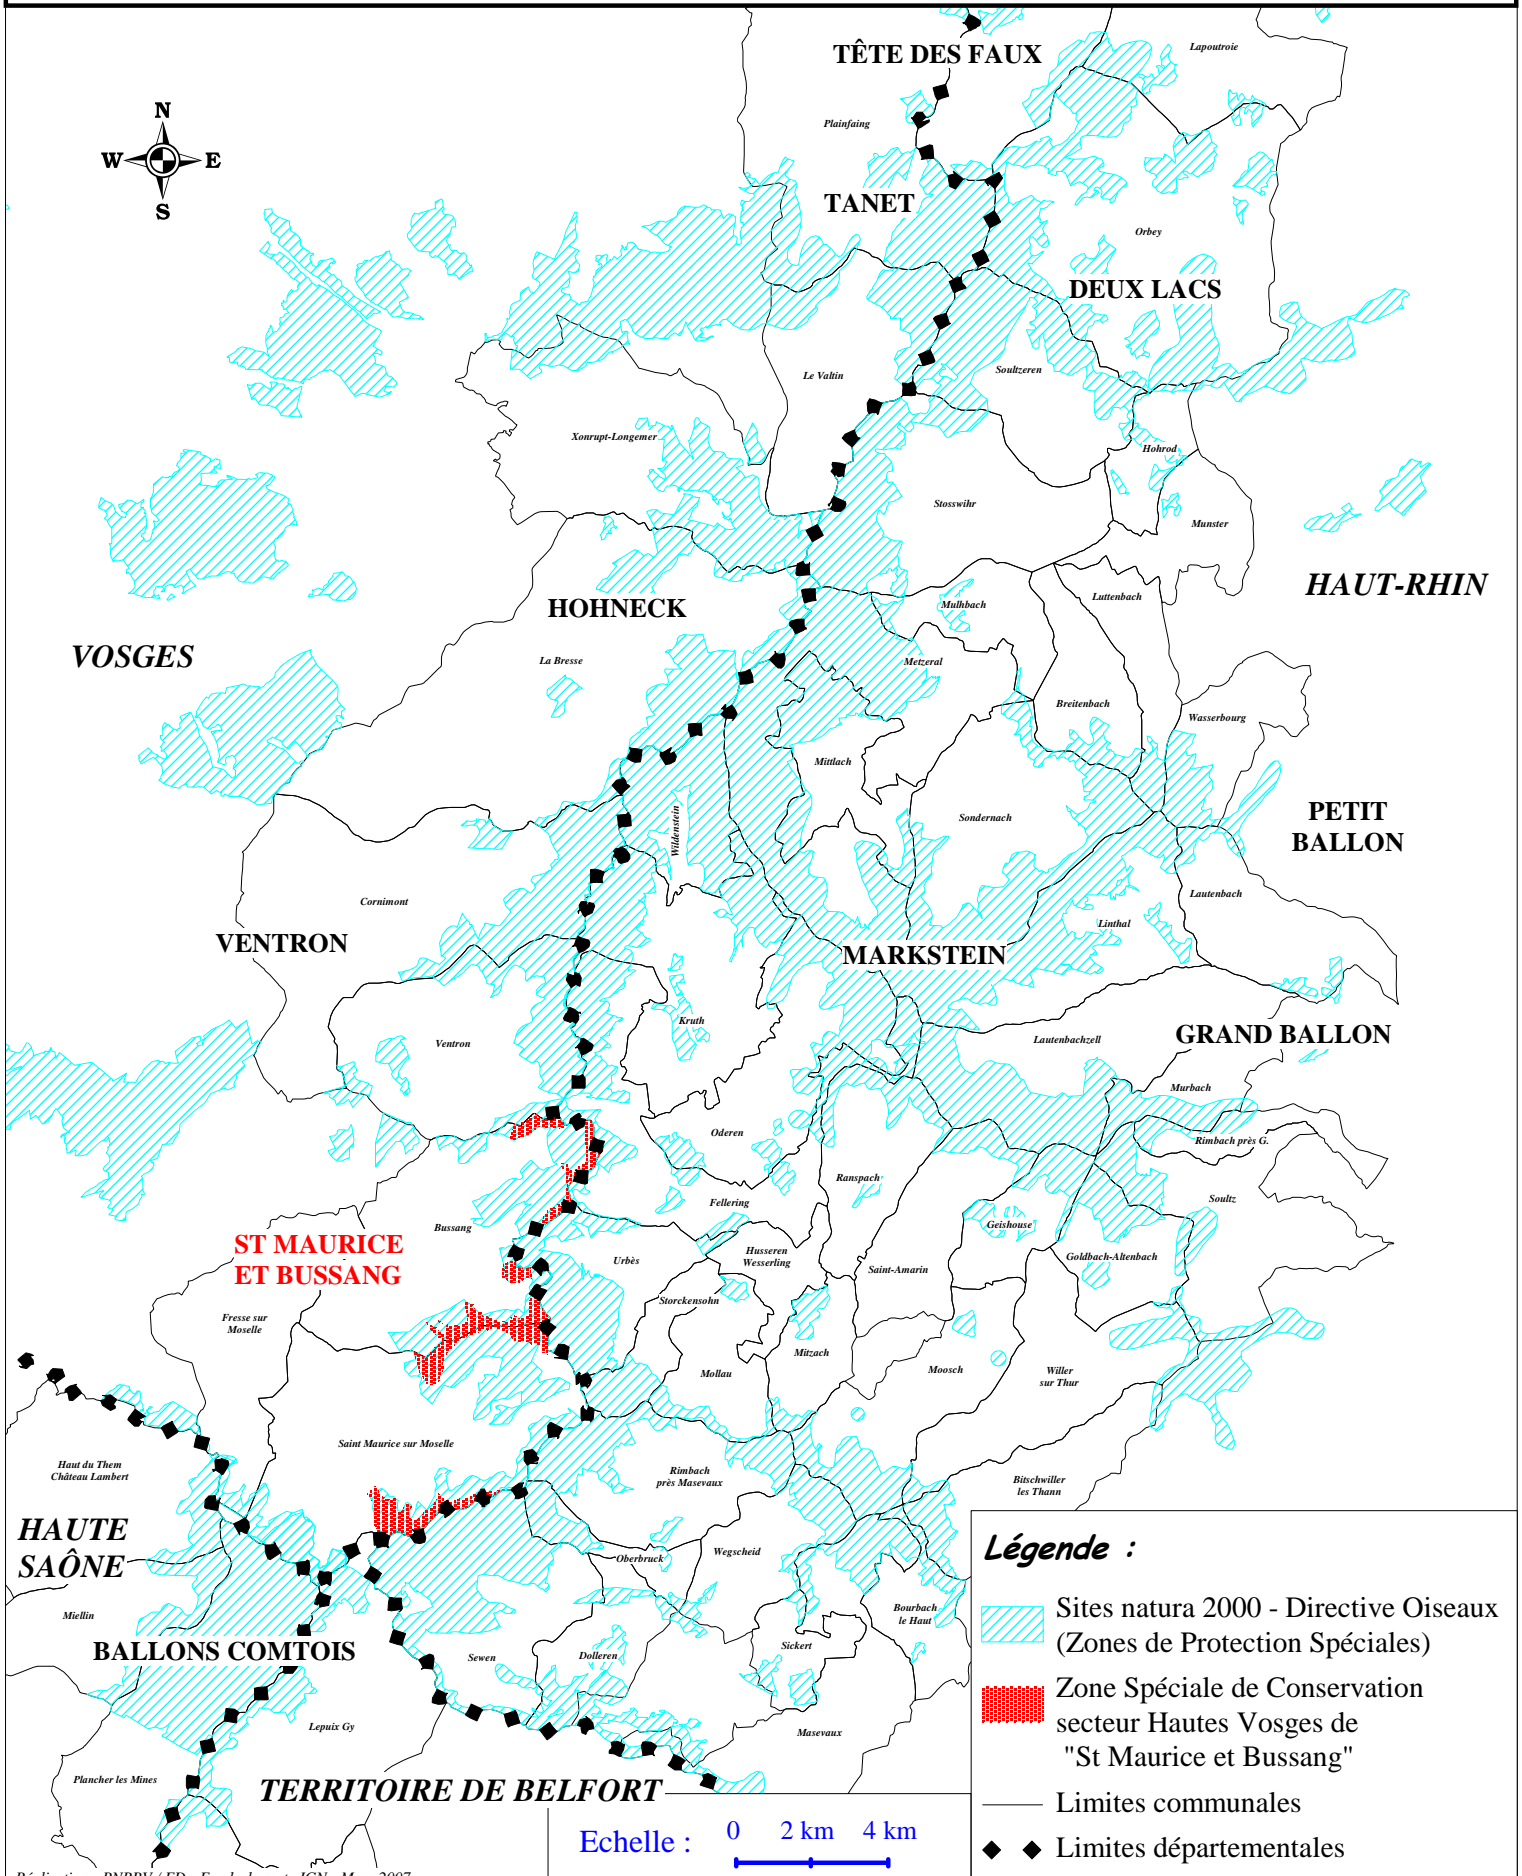 TÊTE DES FAUX
Lapoutroie
N
W
E
S
Plainfaing
TANET
Orbey
DEUX LACS
Le Valtin
Soultzeren
Xonrupt-Longemer
Hohrod
Stosswihr
Munster
HAUT-RHIN
HOHNECK
Mulhbach
Luttenbach
VOSGES
La Bresse
Metzeral
Breitenbach
Wasserbourg
Mittlach
Wildenstein
Sondernach
PETIT
BALLON
Cornimont
Lautenbach
Linthal
VENTRON
MARKSTEIN
Kruth
Ventron
Lautenbachzell
GRAND BALLON
Murbach
Oderen
Rimbach près G.
Ranspach
Soultz
Fellering
Bussang
Geishouse
ST MAURICE
ET BUSSANG
Urbès
Husseren
Wesserling
Saint-Amarin
Goldbach-Altenbach
Storckensohn
Fresse sur
Moselle
Mitzach
Mollau
Moosch
Willer
sur Thur
Saint Maurice sur Moselle
Haut du Them
Château Lambert
Rimbach
près Masevaux
Bitschwiller
les Thann
HAUTE
SAÔNE
Oberbruck
Wegscheid
Miellin
Bourbach
le Haut
BALLONS COMTOIS
Sewen
Dolleren
Sickert
Lepuix Gy
Masevaux
Plancher les Mines
TERRITOIRE DE BELFORT
Légende :
Sites natura 2000 - Directive Oiseaux
(Zones de Protection Spéciales)
Zone Spéciale de Conservation
secteur Hautes Vosges de
"St Maurice et Bussang"
Limites communales
Limites départementales
Echelle :
0 2 km 4 km